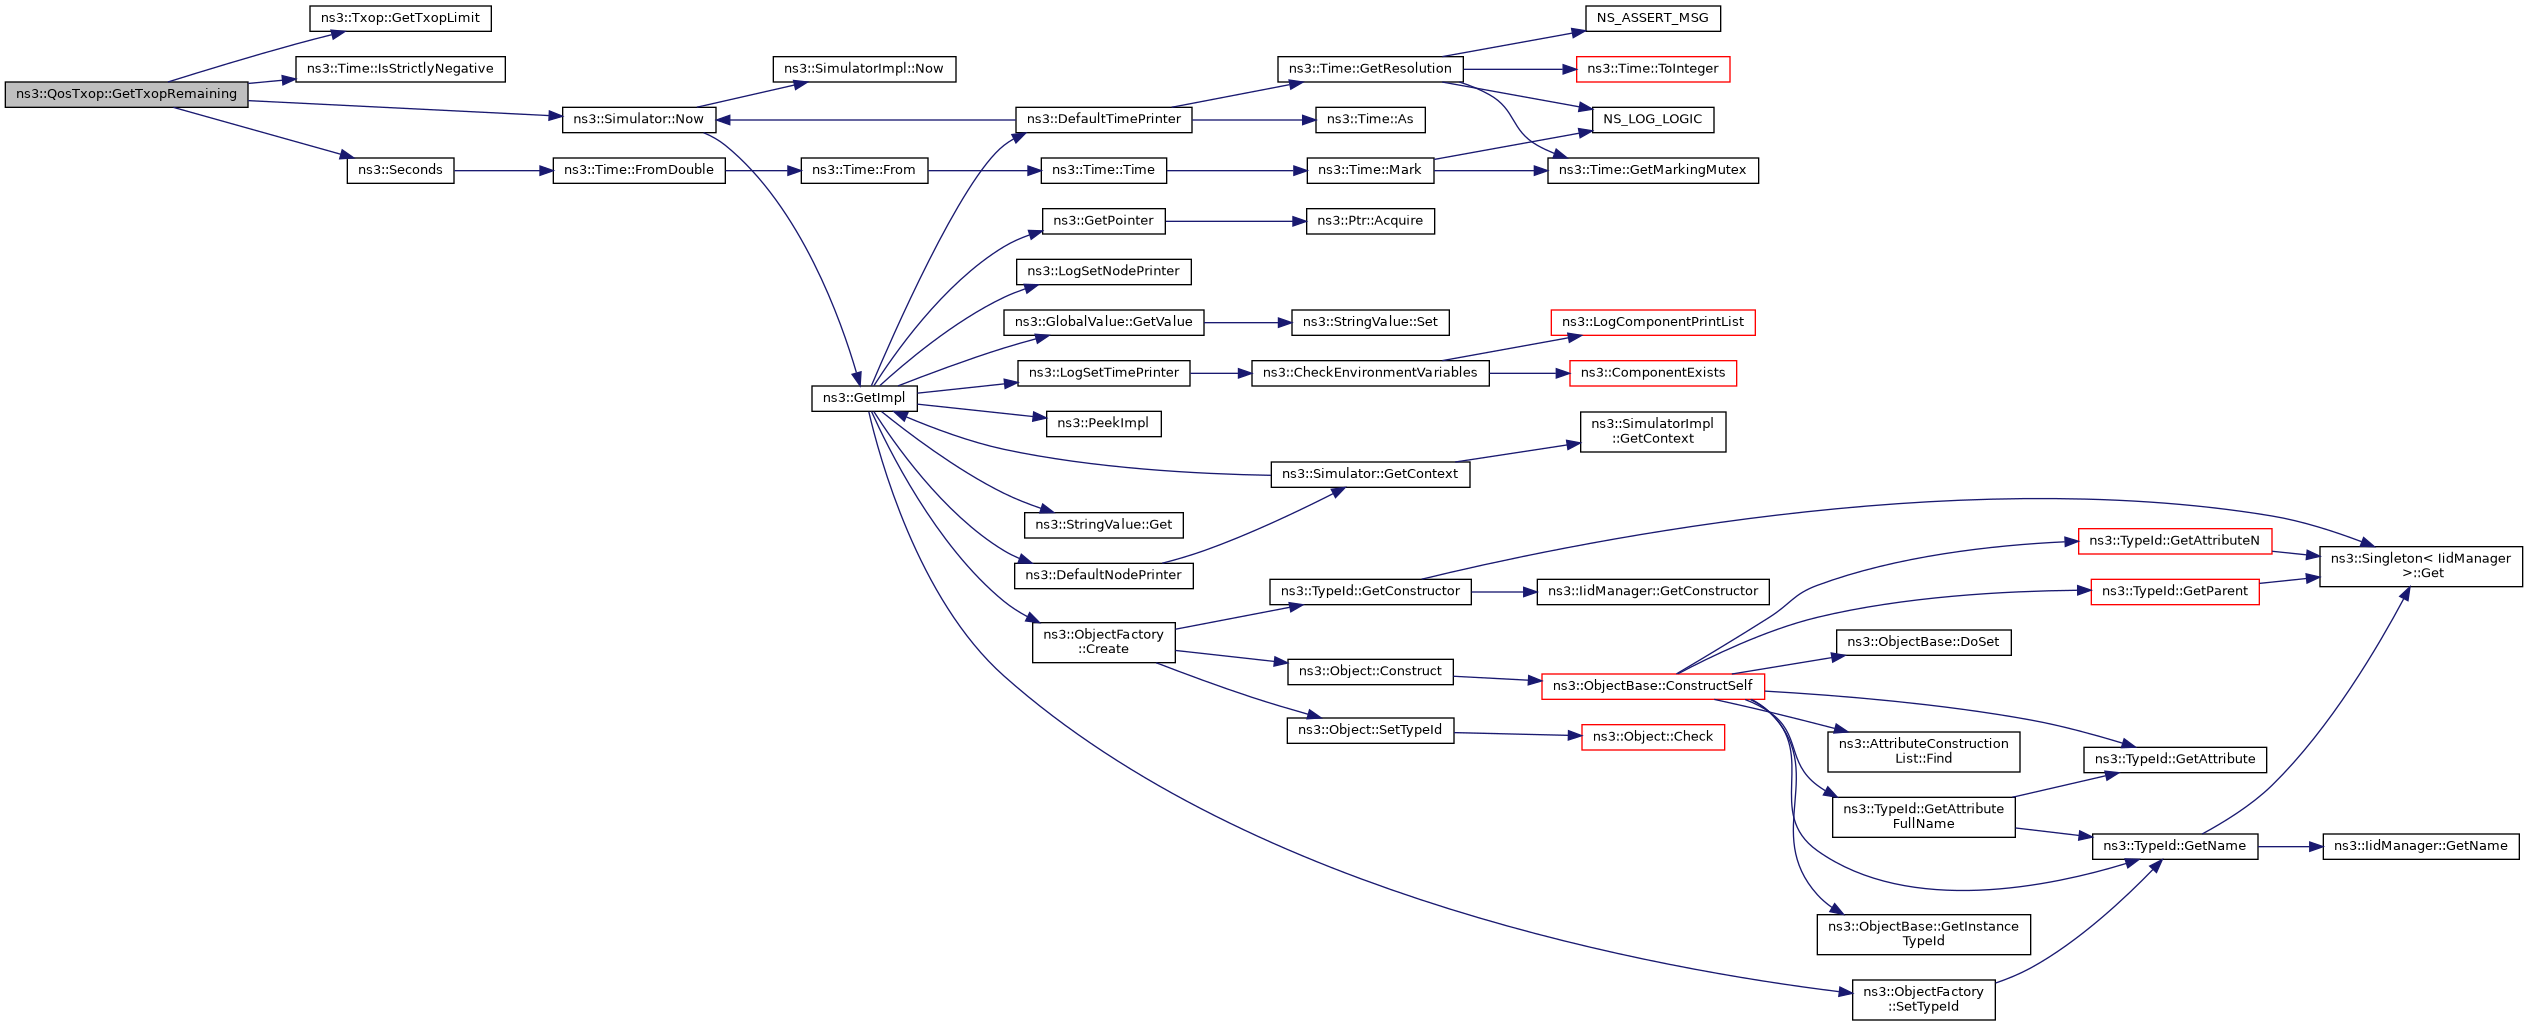 ns3::QosTxop::GetTxopRemaining
ns3::Txop::GetTxopLimit
ns3::Time::IsStrictlyNegative
ns3::Simulator::Now
ns3::Seconds
ns3::Time::FromDouble
ns3::SimulatorImpl::Now
ns3::Time::From
ns3::GetImpl
ns3::DefaultTimePrinter
ns3::Time::Time
ns3::GetPointer
ns3::LogSetNodePrinter
ns3::GlobalValue::GetValue
ns3::LogSetTimePrinter
ns3::PeekImpl
ns3::StringValue::Get
ns3::DefaultNodePrinter
ns3::ObjectFactory
::Create
ns3::Time::GetResolution
ns3::Time::As
ns3::Time::Mark
ns3::Ptr::Acquire
ns3::StringValue::Set
ns3::CheckEnvironmentVariables
ns3::Simulator::GetContext
ns3::TypeId::GetConstructor
ns3::Object::Construct
ns3::Object::SetTypeId
NS_ASSERT_MSG
ns3::Time::ToInteger
NS_LOG_LOGIC
ns3::Time::GetMarkingMutex
ns3::LogComponentPrintList
ns3::ComponentExists
ns3::SimulatorImpl
::GetContext
ns3::IidManager::GetConstructor
ns3::ObjectBase::ConstructSelf
ns3::Object::Check
ns3::ObjectBase::DoSet
ns3::AttributeConstruction
List::Find
ns3::TypeId::GetAttribute
FullName
ns3::ObjectBase::GetInstance
TypeId
ns3::ObjectFactory
::SetTypeId
ns3::TypeId::GetAttributeN
ns3::TypeId::GetParent
ns3::TypeId::GetAttribute
ns3::TypeId::GetName
ns3::Singleton< IidManager
>::Get
ns3::IidManager::GetName